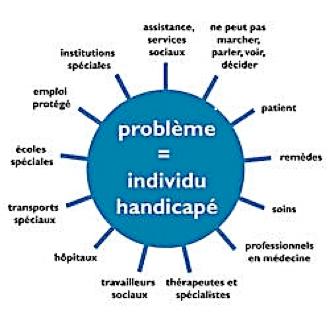 assistance,
services
sociaux
ne peut pas
marcher,
parler, voir,
décider
patient
remèdes
soins
professionnels
en médecine
thérapeutes et
spécialistes
travailleurs
sociaux
hôpitaux
transports
spéciaux
écoles
spéciales
emploi
protégé
institutions
spéciales
problème
=
individu
handicapé